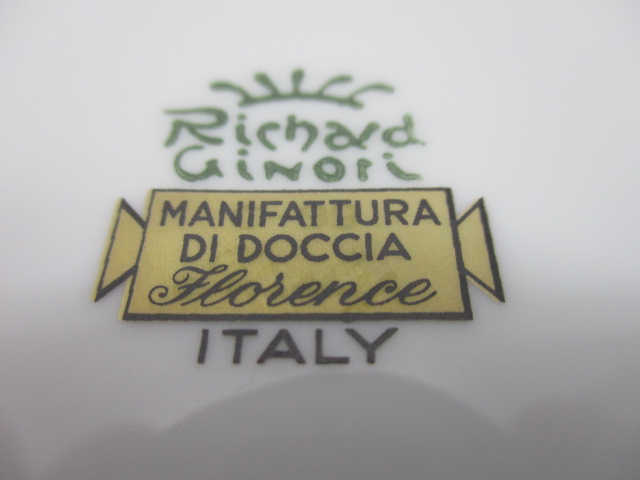 Richard
Ginori
MANIFATTURA
DI DOCCIA
Florence
ITALY